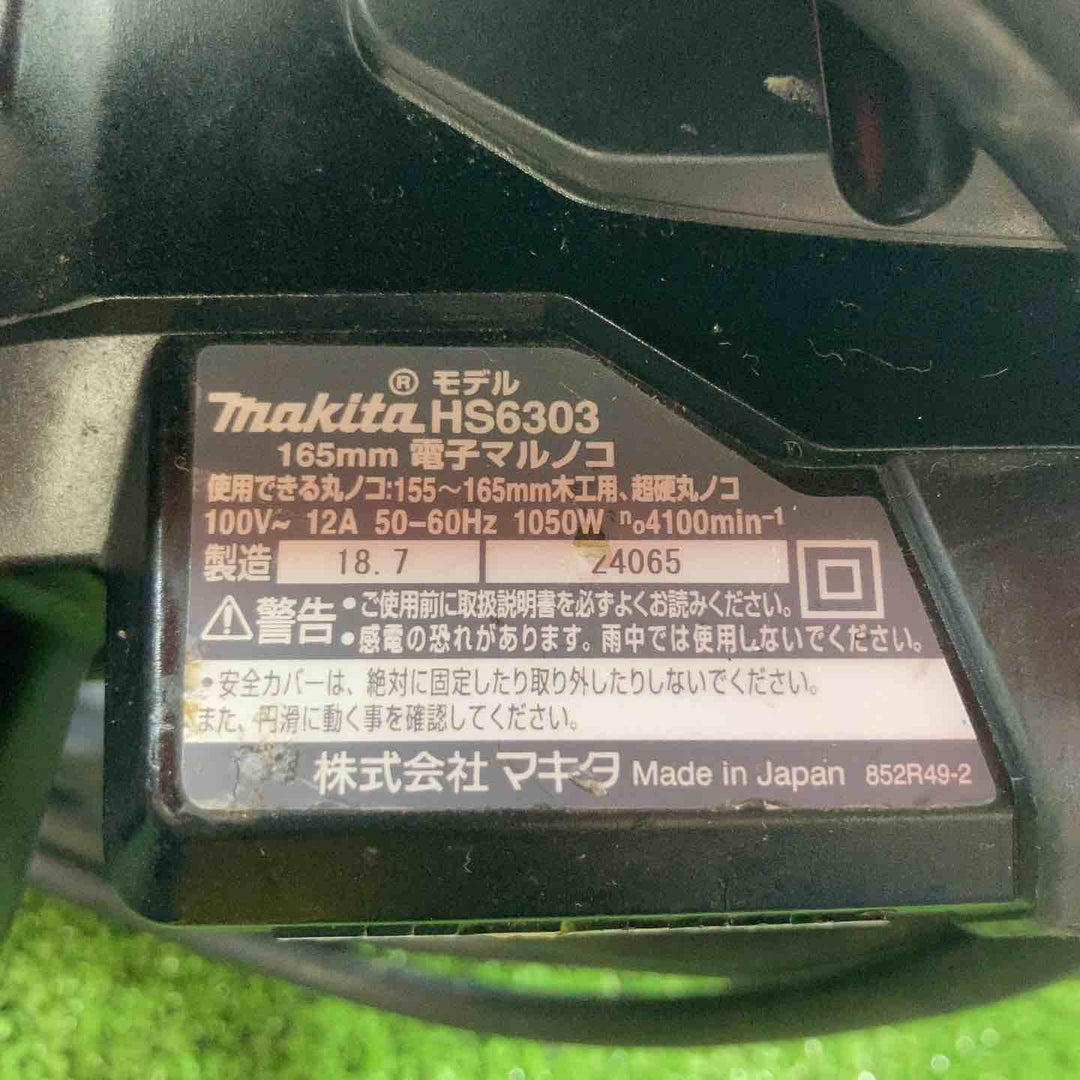 makita® モデル HS6303
165mm 電子マルノコ
使用できる丸ノコ:155～165mm木工用、超硬丸ノコ
100V～ 12A 50-60Hz 1050W n₀4100min⁻¹
製造 18.7 24065
警告 •ご使用前に取扱説明書を必ずよくお読みください。
•感電の恐れがあります。雨中では使用しないでください。
•安全カバーは、絶対に固定したり取り外したりしないでください。
また、円滑に動く事を確認してください。
株式会社 マキタ Made in Japan 852R49-2